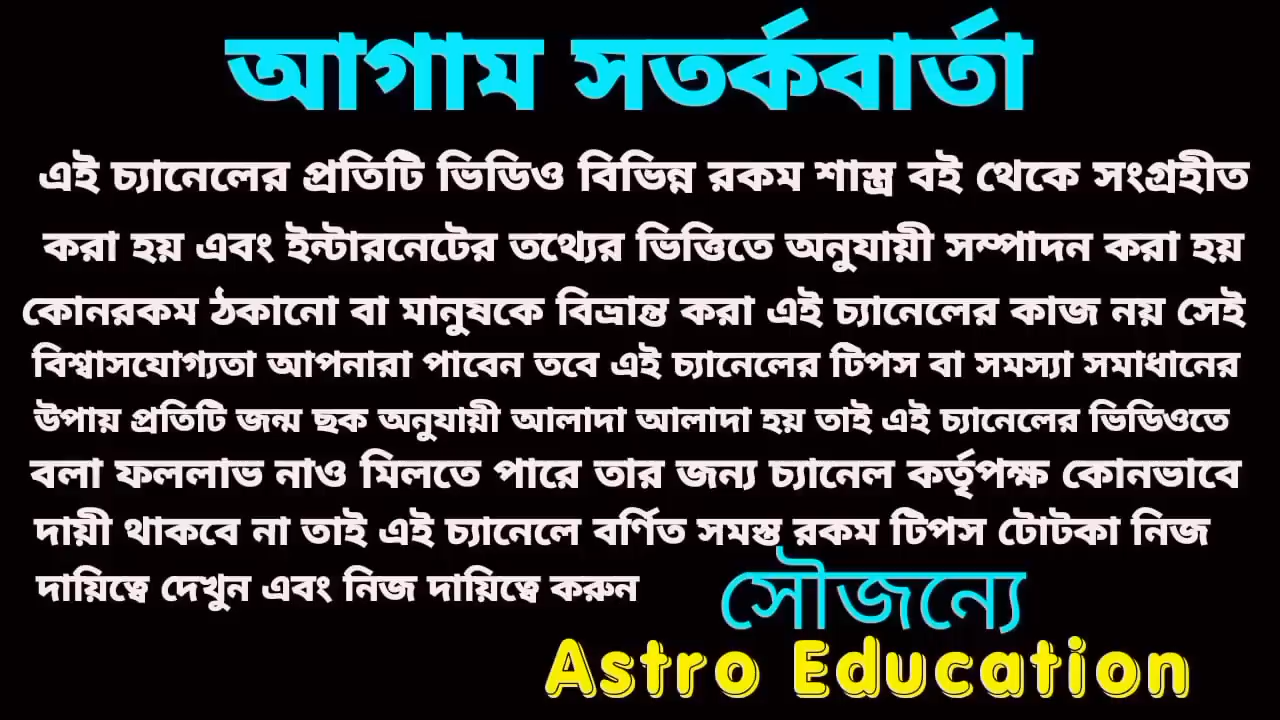 আগাম সতর্কবার্তা
এই চ্যানেলের প্রতিটি ভিডিও বিভিন্ন রকম শাস্ত্র বই থেকে সংগ্রহীত
করা হয় এবং ইন্টারনেটের তথ্যের ভিত্তিতে অনুযায়ী সম্পাদন করা হয়
কোনরকম ঠকানো বা মানুষকে বিভ্রান্ত করা এই চ্যানেলের কাজ নয় সেই
বিশ্বাসযোগ্যতা আপনারা পাবেন তবে এই চ্যানেলের টিপস বা সমস্যা সমাধানের
উপায় প্রতিটি জন্ম ছক অনুযায়ী আলাদা আলাদা হয় তাই এই চ্যানেলের ভিডিওতে
বলা ফললাভ নাও মিলতে পারে তার জন্য চ্যানেল কর্তৃপক্ষ কোনভাবে
দায়ী থাকবে না তাই এই চ্যানেলে বর্ণিত সমস্ত রকম টিপস টোটকা নিজ
দায়িত্বে দেখুন এবং নিজ দায়িত্বে করুন
সৌজন্যে
Astro Education